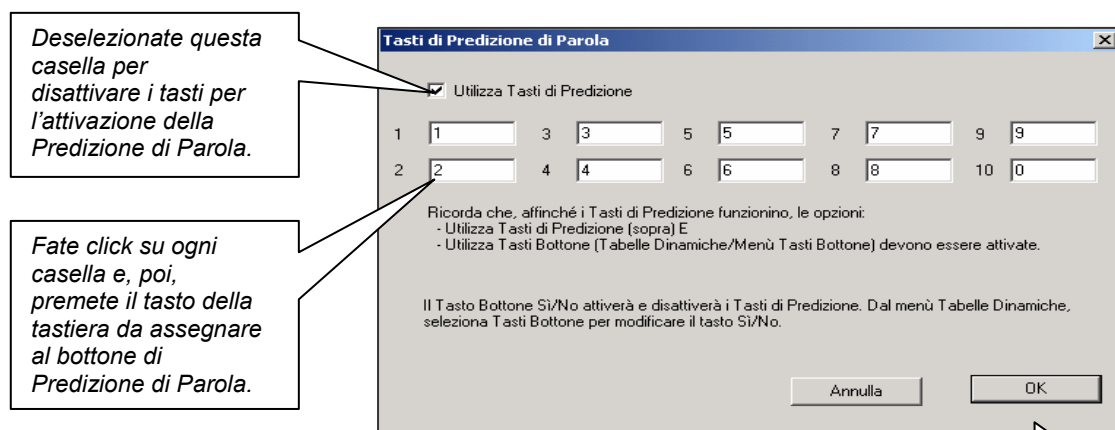 Deselezionate questa
casella per
disattivare i tasti per
l'attivazione della
Predizione di Parola.
Fate click su ogni
casella e, poi,
premete il tasto della
tastiera da assegnare
al bottone di
Predizione di Parola.
Tasti di Predizione di Parola
Utilizza Tasti di Predizione
1 1 3 3 5 5 7 7 9 9
2 2 4 4 6 6 8 8 10 0
Ricorda che, affinché i Tasti di Predizione funzionino, le opzioni:
- Utilizza Tasti di Predizione (sopra) E
- Utilizza Tasti Bottone (Tabelle Dinamiche/Menù Tasti Bottone) devono essere attivate.
Il Tasto Bottone Sì/No attiverà e disattiverà i Tasti di Predizione. Dal menù Tabelle Dinamiche,
seleziona Tasti Bottone per modificare il tasto Sì/No.
Annulla OK